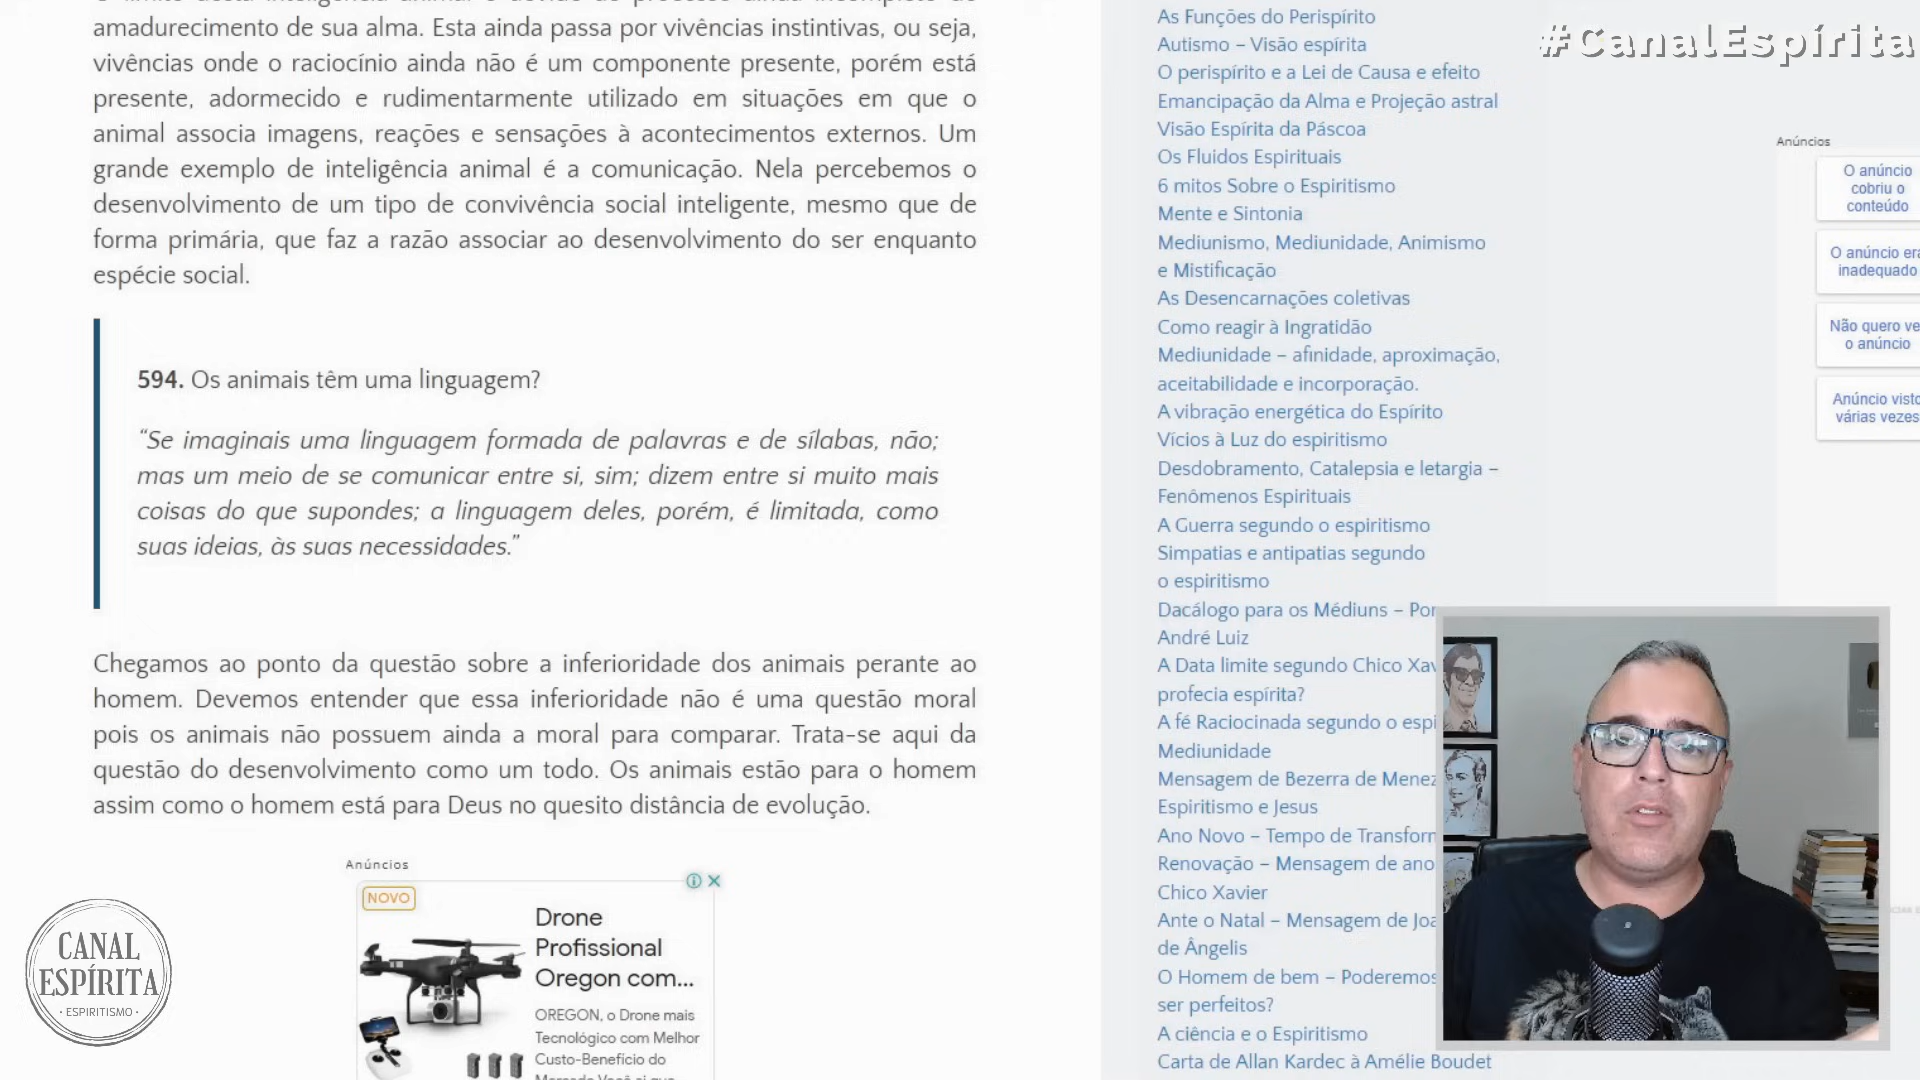 amadurecimento de sua alma. Esta ainda passa por vivências instintivas, ou seja,
vivências onde o raciocínio ainda não é um componente presente, porém está
presente, adormecido e rudimentarmente utilizado em situações em que o
animal associa imagens, reações e sensações à acontecimentos externos. Um
grande exemplo de inteligência animal é a comunicação. Nela percebemos o
desenvolvimento de um tipo de convivência social inteligente, mesmo que de
forma primária, que faz a razão associar ao desenvolvimento do ser enquanto
espécie social.
594. Os animais têm uma linguagem?
“Se imaginais uma linguagem formada de palavras e de sílabas, não;
mas um meio de se comunicar entre si, sim; dizem entre si muito mais
coisas do que supondes; a linguagem deles, porém, é limitada, como
suas ideias, às suas necessidades.”
Chegamos ao ponto da questão sobre a inferioridade dos animais perante ao
homem. Devemos entender que essa inferioridade não é uma questão moral
pois os animais não possuem ainda a moral para comparar. Trata-se aqui da
questão do desenvolvimento como um todo. Os animais estão para o homem
assim como o homem está para Deus no quesito distância de evolução.
Anúncios
NOVO
Drone
Profissional
Oregon com...
OREGON, o Drone mais
Tecnológico com Melhor
Custo-Benefício do
CANAL
ESPÍRITA
· ESPIRITISMO ·
As Funções do Perispírito
Autismo – Visão espírita
O perispírito e a Lei de Causa e efeito
Emancipação da Alma e Projeção astral
Visão Espírita da Páscoa
Os Fluidos Espirituais
6 mitos Sobre o Espiritismo
Mente e Sintonia
Mediunismo, Mediunidade, Animismo
e Mistificação
As Desencarnações coletivas
Como reagir à Ingratidão
Mediunidade – afinidade, aproximação,
aceitabilidade e incorporação.
A vibração energética do Espírito
Vícios à Luz do espiritismo
Desdobramento, Catalepsia e letargia –
Fenômenos Espirituais
A Guerra segundo o espiritismo
Simpatias e antipatias segundo
o espiritismo
Dacálogo para os Médiuns – Por
André Luiz
A Data limite segundo Chico Xav
profecia espírita?
A fé Raciocinada segundo o espi
Mediunidade
Mensagem de Bezerra de Menez
Espiritismo e Jesus
Ano Novo – Tempo de Transform
Renovação – Mensagem de ano
Chico Xavier
Ante o Natal – Mensagem de Joa
de Ângelis
O Homem de bem – Poderemos
ser perfeitos?
A ciência e o Espiritismo
Carta de Allan Kardec à Amélie Boudet
#CanalEspírita
Anúncios
O anúncio
cobriu o
conteúdo
O anúncio era
inadequado
Não quero ve
o anúncio
Anúncio visto
várias vezes